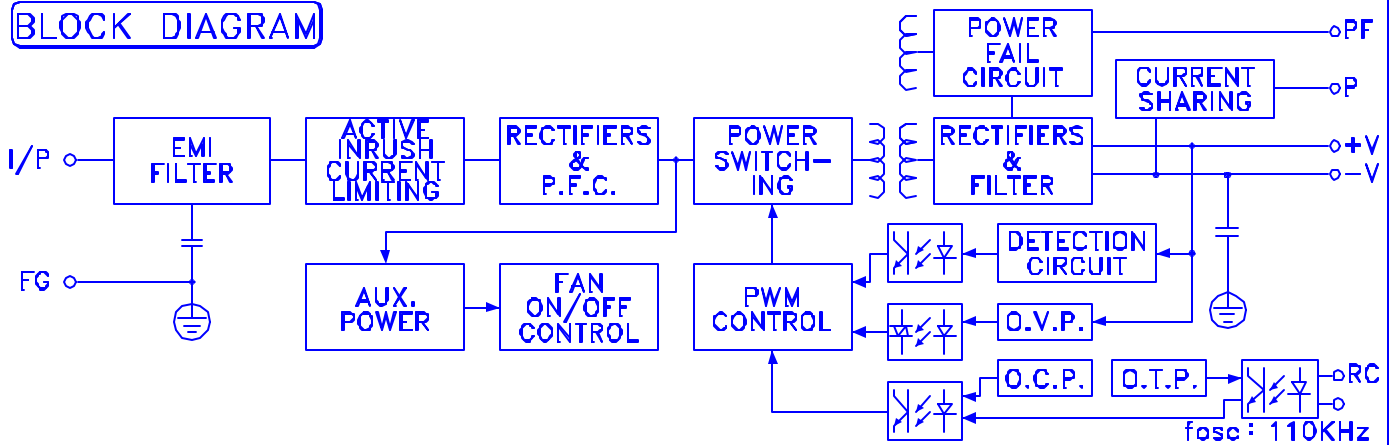 BLOCK DIAGRAM
POWER
FAIL
CIRCUIT
PF
CURRENT
SHARING
P
I/P
EMI
FILTER
ACTIVE
INRUSH
CURRENT
LIMITING
RECTIFIERS
&
P.F.C.
POWER
SWITCH-
ING
RECTIFIERS
&
FILTER
+V
-V
FG
AUX.
POWER
FAN
ON/OFF
CONTROL
PWM
CONTROL
DETECTION
CIRCUIT
O.V.P.
O.C.P.
O.T.P.
RC
fosc : 110KHz